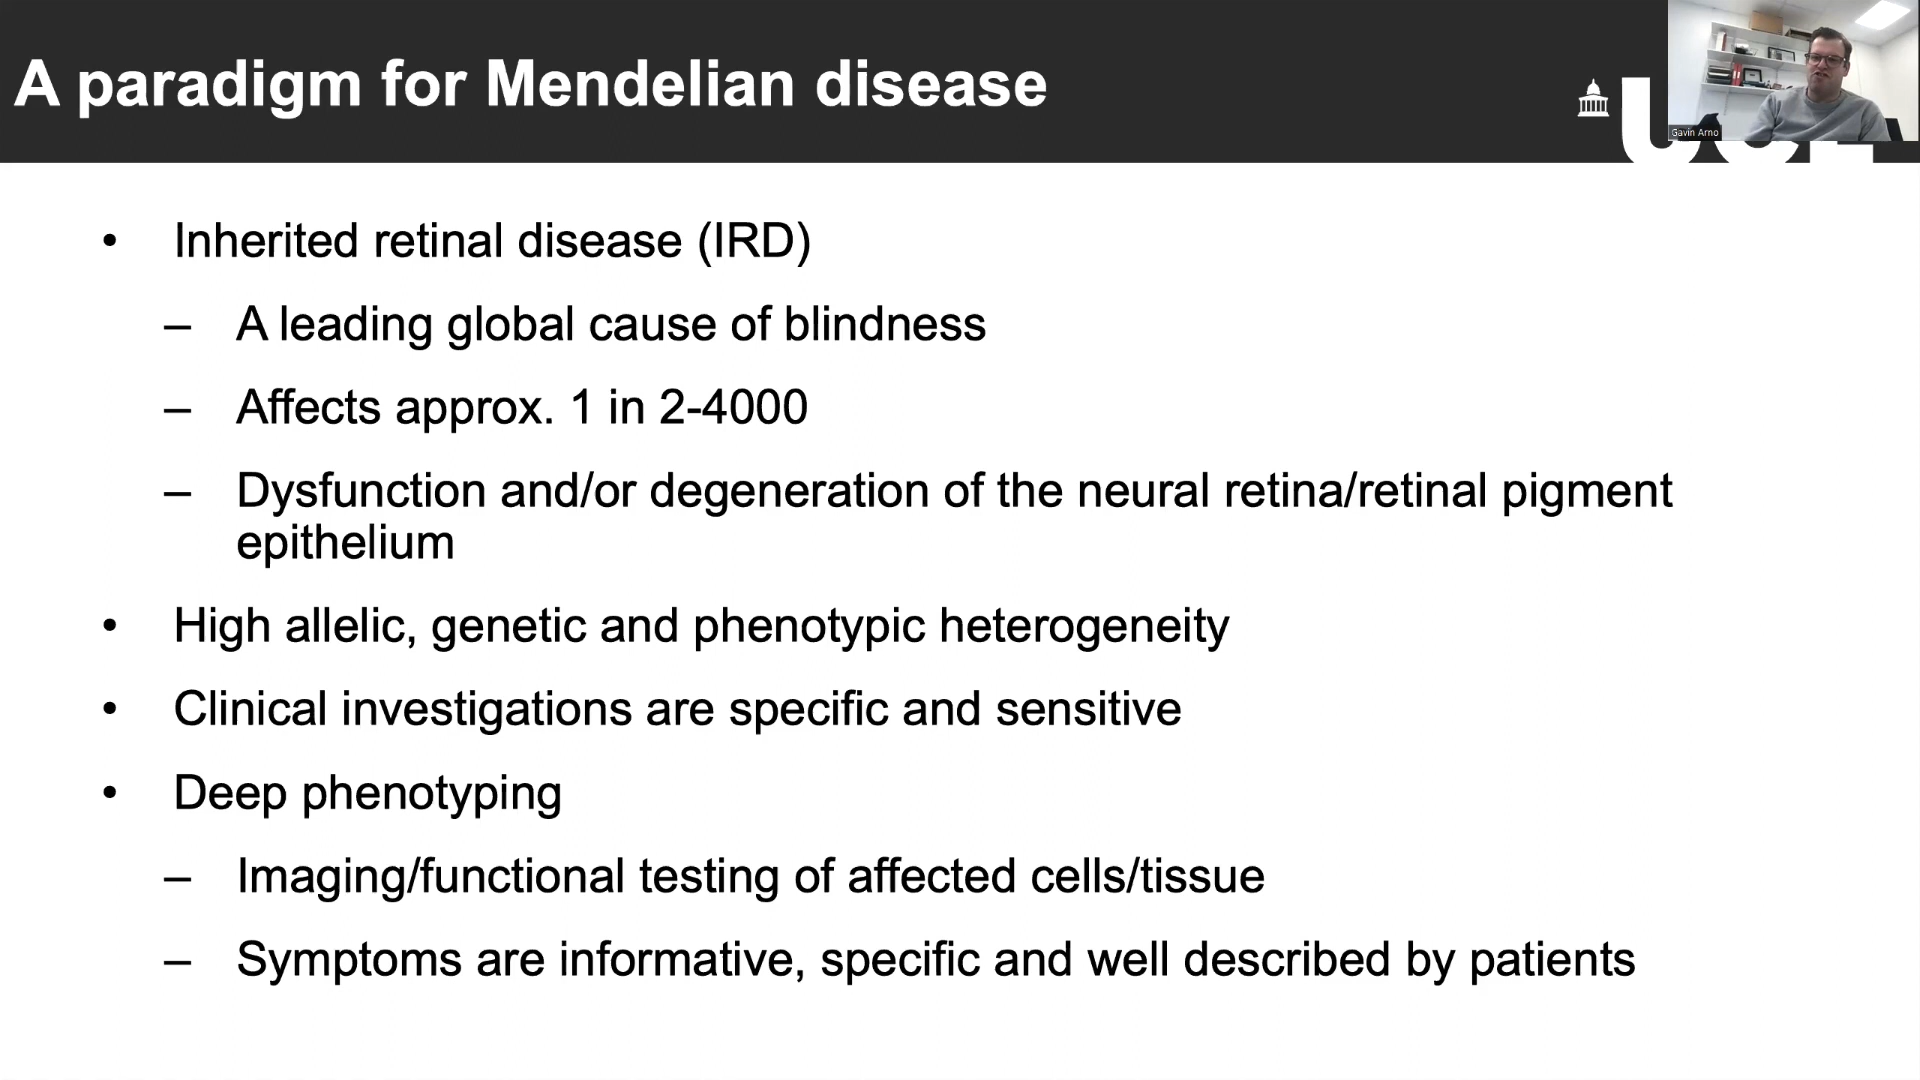 A paradigm for Mendelian disease
Gavin Arno
• Inherited retinal disease (IRD)
– A leading global cause of blindness
– Affects approx. 1 in 2-4000
– Dysfunction and/or degeneration of the neural retina/retinal pigment
epithelium
• High allelic, genetic and phenotypic heterogeneity
• Clinical investigations are specific and sensitive
• Deep phenotyping
– Imaging/functional testing of affected cells/tissue
– Symptoms are informative, specific and well described by patients